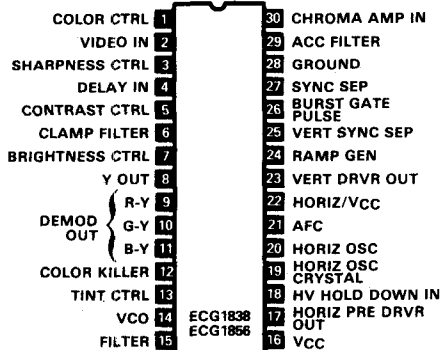 COLOR CTRL 1
VIDEO IN 2
SHARPNESS CTRL 3
DELAY IN 4
CONTRAST CTRL 5
CLAMP FILTER 6
BRIGHTNESS CTRL 7
Y OUT 8
DEMOD OUT
R-Y 9
G-Y 10
B-Y 11
COLOR KILLER 12
TINT CTRL 13
VCO 14
FILTER 15
ECG1838
ECG1856
30 CHROMA AMP IN
29 ACC FILTER
28 GROUND
27 SYNC SEP
26 BURST GATE
PULSE
25 VERT SYNC SEP
24 RAMP GEN
23 VERT DRVR OUT
22 HORIZ/VCC
21 AFC
20 HORIZ OSC
19 HORIZ OSC
CRYSTAL
18 HV HOLD DOWN IN
17 HORIZ PRE DRVR
OUT
16 VCC